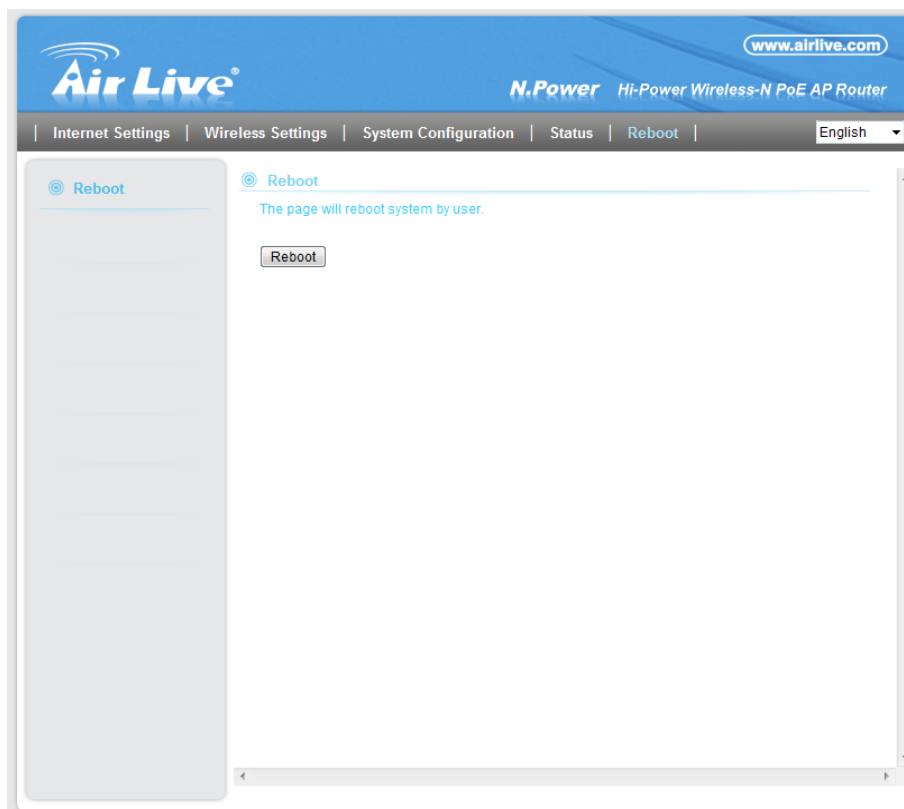 www.airlive.com
Air Live®
N.Power Hi-Power Wireless-N PoE AP Router
| Internet Settings | Wireless Settings | System Configuration | Status | Reboot | English
Reboot
Reboot
The page will reboot system by user.
Reboot